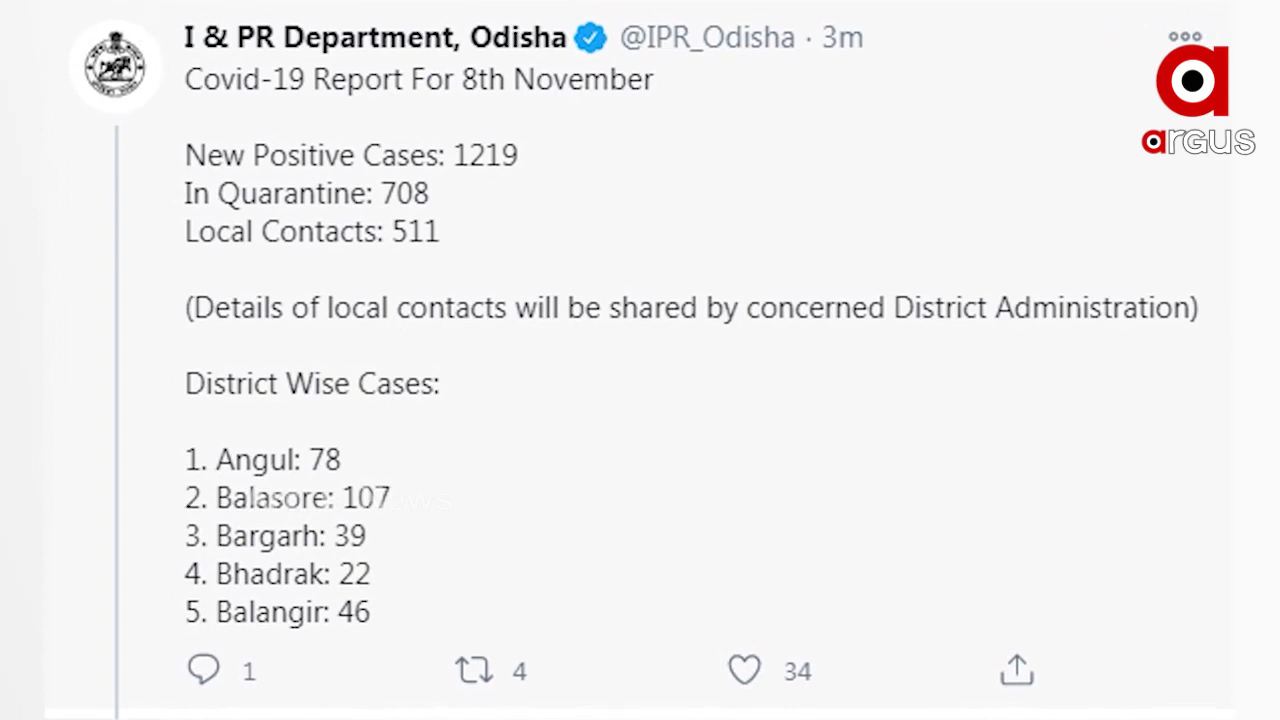 I & PR Department, Odisha @IPR_Odisha · 3m
Covid-19 Report For 8th November
argus
New Positive Cases: 1219
In Quarantine: 708
Local Contacts: 511
(Details of local contacts will be shared by concerned District Administration)
District Wise Cases:
1. Angul: 78
2. Balasore: 107
3. Bargarh: 39
4. Bhadrak: 22
5. Balangir: 46
1 4 34